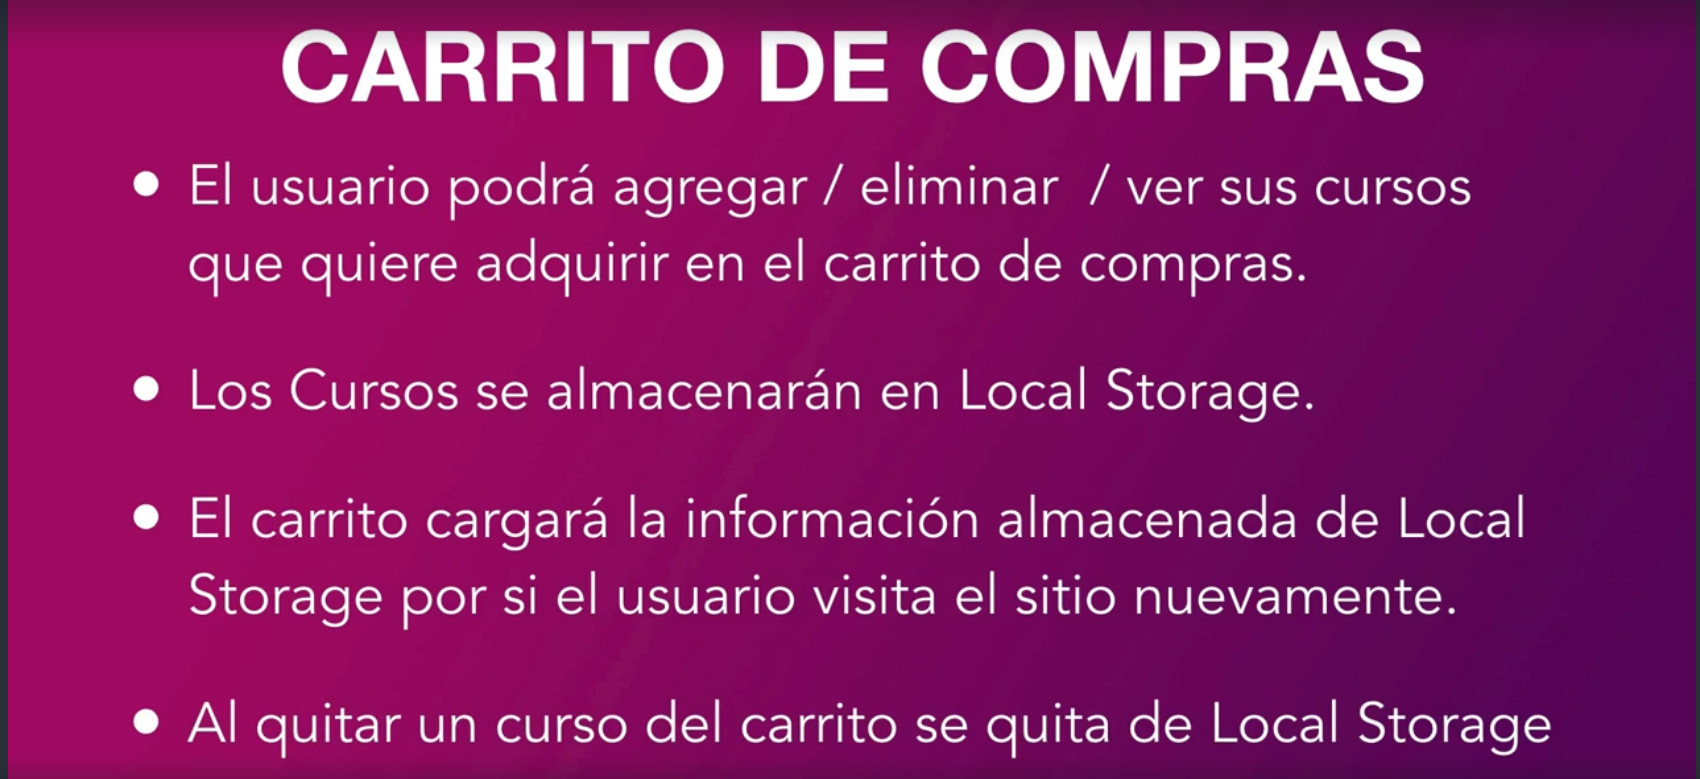 CARRITO DE COMPRAS
• El usuario podrá agregar / eliminar / ver sus cursos
que quiere adquirir en el carrito de compras.
• Los Cursos se almacenarán en Local Storage.
• El carrito cargará la información almacenada de Local
Storage por si el usuario visita el sitio nuevamente.
• Al quitar un curso del carrito se quita de Local Storage